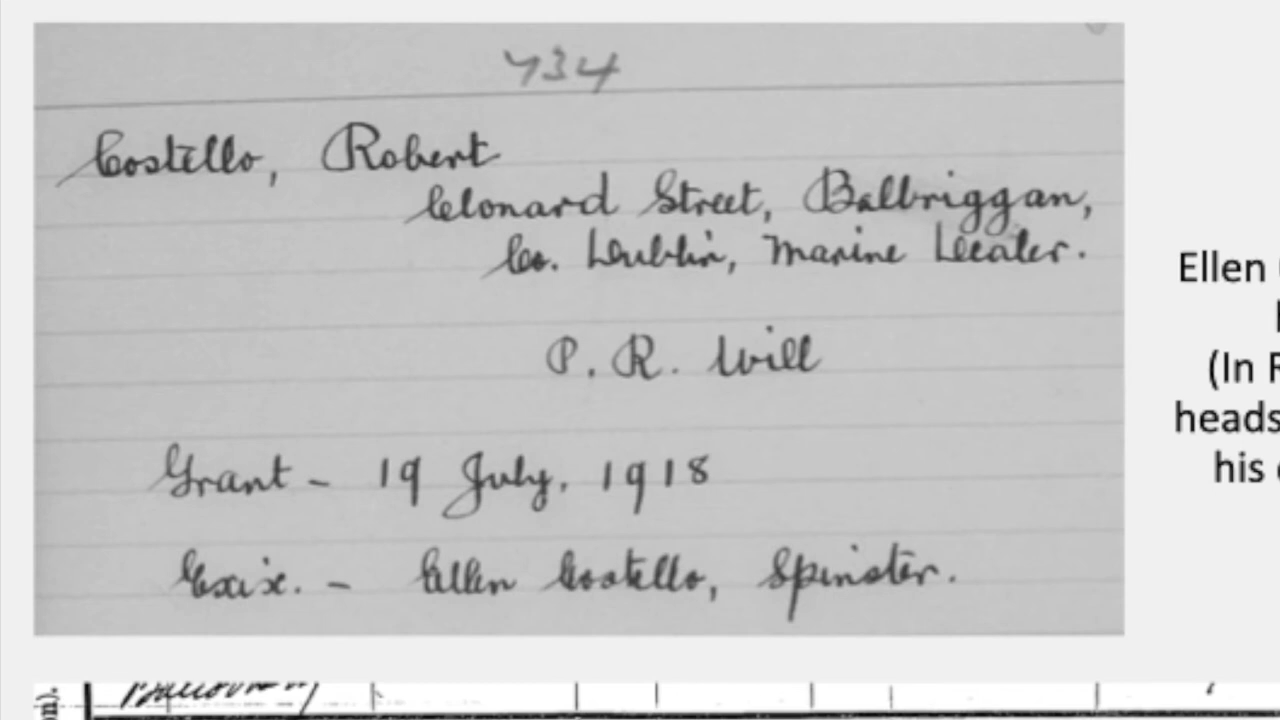 734
Costello, Robert
Clonard Street, Balbriggan,
Co. Dublin, Marine Dealer.
P. R. Will
Grant - 19 July. 1918
Exix. - Ellen Costello, Spinster.
Ellen
(In
heads
his